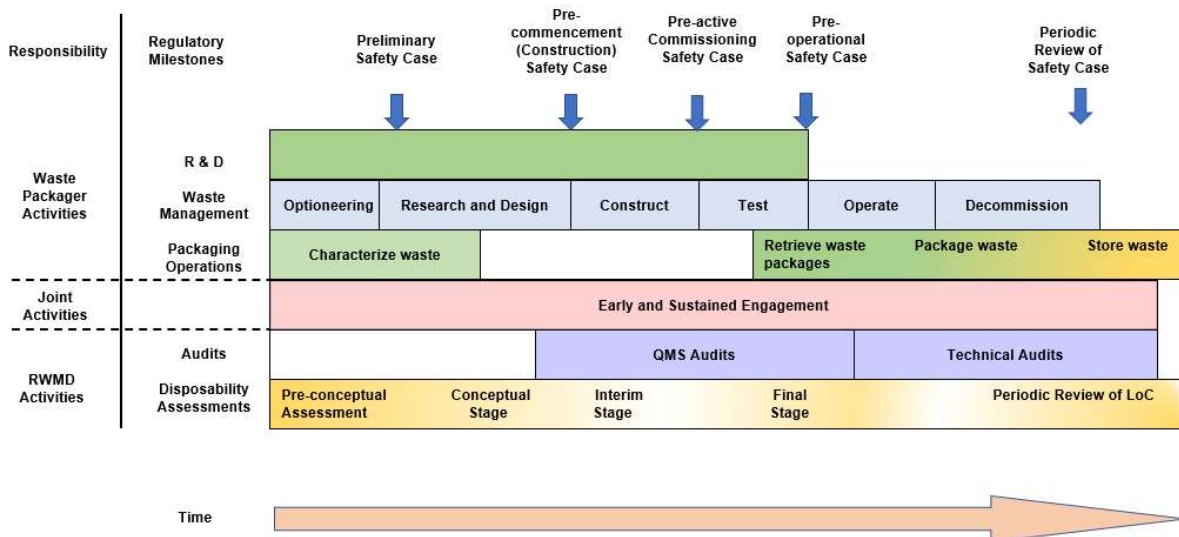 Responsibility
Regulatory
Milestones
Preliminary
Safety Case
Pre-
commencement
(Construction)
Safety Case
Pre-active
Commissioning
Safety Case
Pre-
operational
Safety Case
Periodic
Review of
Safety Case
Waste
Packager
Activities
R & D
Waste
Management
Optioneering
Research and Design
Construct
Test
Operate
Decommission
Packaging
Operations
Characterize waste
Retrieve waste
packages
Package waste
Store waste
Joint
Activities
Early and Sustained Engagement
RWMD
Activities
Audits
QMS Audits
Technical Audits
Disposability
Assessments
Pre-conceptual
Assessment
Conceptual
Stage
Interim
Stage
Final
Stage
Periodic Review of LoC
Time